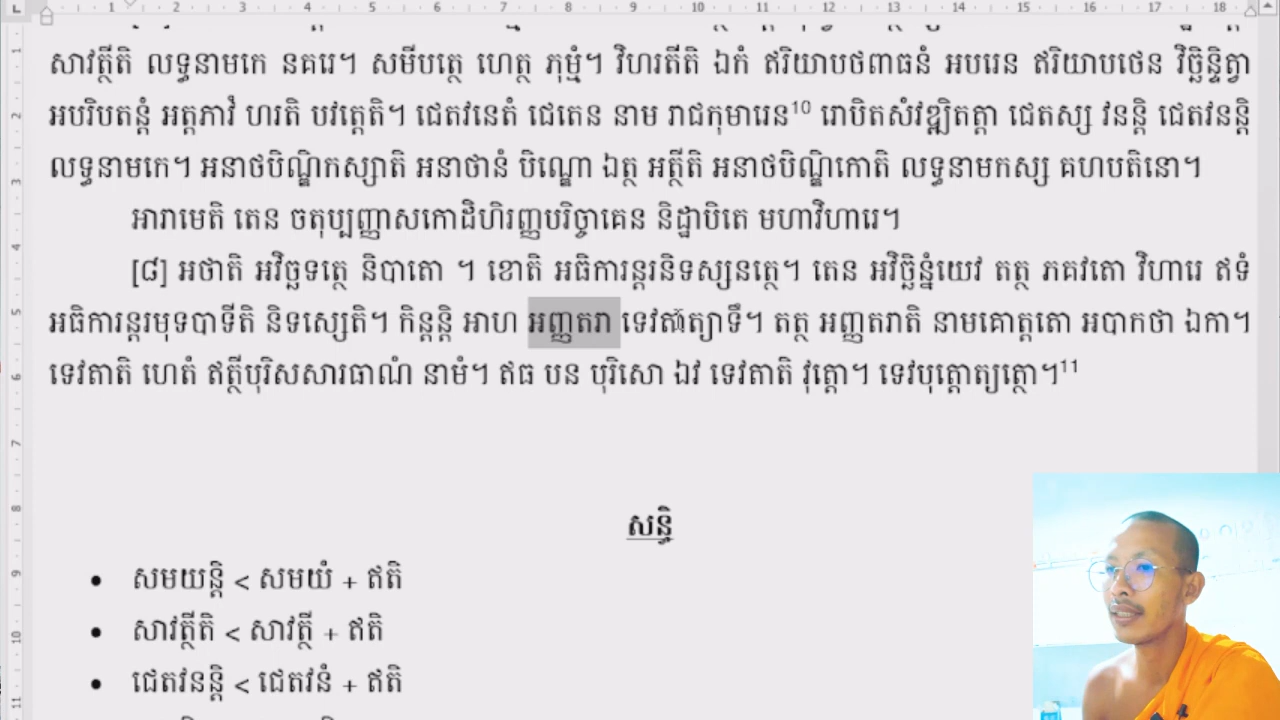 សាវត្ថីតិ លទ្ធនាមកេ នគរេ។ សមីបត្ថេ ហេត្ថ ភុម្មំ។ វិហរតីតិ ឯកំ ឥរិយាបថពាធនំ អបរេន ឥរិយាបថេន វិច្ឆិន្ទិត្វា
អបរិបតន្តំ អត្តភាវំ ហរតិ បវត្តេតិ។ ជេតវនេតំ ជេតេន នាម រាជកុមារេន10 រោបិតសំវឌ្ឍិតត្តា ជេតស្ស វនន្តិ ជេតវនន្តិ
លទ្ធនាមកេ។ អនាថបិណ្ឌិកស្សាតិ អនាថានំ បិណ្ឌោ ឯត្ថ អត្ថីតិ អនាថបិណ្ឌិកោតិ លទ្ធនាមកស្ស គហបតិនោ។
អារាមេតិ តេន ចតុប្បញ្ញាសកោដិហិរញ្ញបរិច្ចាគេន និដ្ឋាបិតេ មហាវិហារេ។
[៨] អថាតិ អវិច្ឆទត្ថេ និបាតោ ។ ខោតិ អធិការន្តរនិទស្សនត្ថេ។ តេន អវិច្ឆិន្នំយេវ តត្ថ ភគវតោ វិហារេ ឥទំ
អធិការន្តរមុទបាទីតិ និទស្សេតិ។ កិន្តន្តិ អាហ អញ្ញតរា ទេវតាត្យាទឹ។ តត្ថ អញ្ញតរាតិ នាមគោត្តតោ អបាកថា ឯកា។
ទេវតាតិ ហេតំ ឥត្ថីបុរិសសារធាណំ នាមំ។ ឥធ បន បុរិសោ ឯវ ទេវតាតិ វុត្តោ។ ទេវបុត្តោត្យត្ថោ។11
សន្ធិ
• សមយន្តិ < សមយំ + ឥតិ
• សាវត្ថីតិ < សាវត្ថី + ឥតិ
• ជេតវនន្តិ < ជេតវនំ + ឥតិ